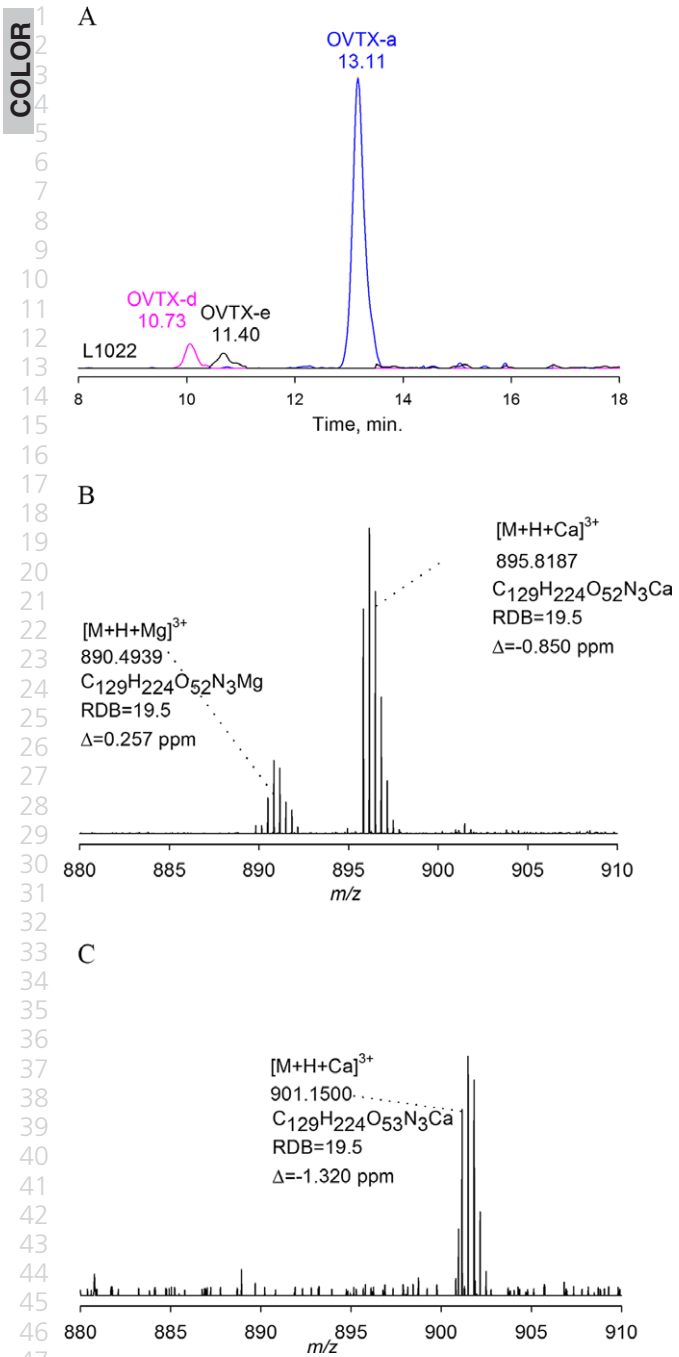 COLOR
1
2
3
4
5
6
7
8
9
10
11
12
13
14
15
16
17
18
19
20
21
22
23
24
25
26
27
28
29
30
31
32
33
34
35
36
37
38
39
40
41
42
43
44
45
46
A
OVTX-a
13.11
OVTX-d
10.73
OVTX-e
11.40
L1022
8 10 12 14 16 18
Time, min.
B
[M+H+Ca]3+
895.8187
C129H224O52N3Ca
RDB=19.5
Δ=-0.850 ppm
[M+H+Mg]3+
890.4939
C129H224O52N3Mg
RDB=19.5
Δ=0.257 ppm
880 885 890 895 900 905 910
m/z
C
[M+H+Ca]3+
901.1500
C129H224O53N3Ca
RDB=19.5
Δ=-1.320 ppm
880 885 890 895 900 905 910
m/z